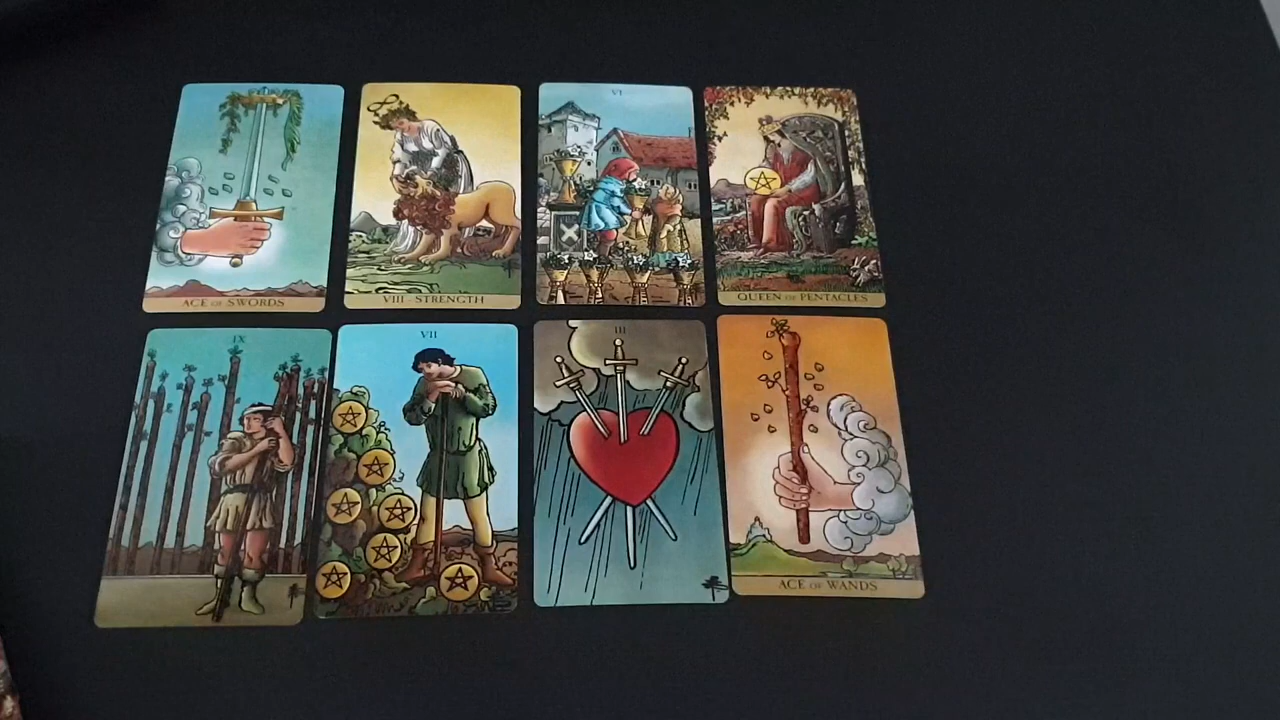 VI
ACE OF SWORDS
VIII - STRENGTH
QUEEN OF PENTACLES
IX
VII
III
ACE OF WANDS